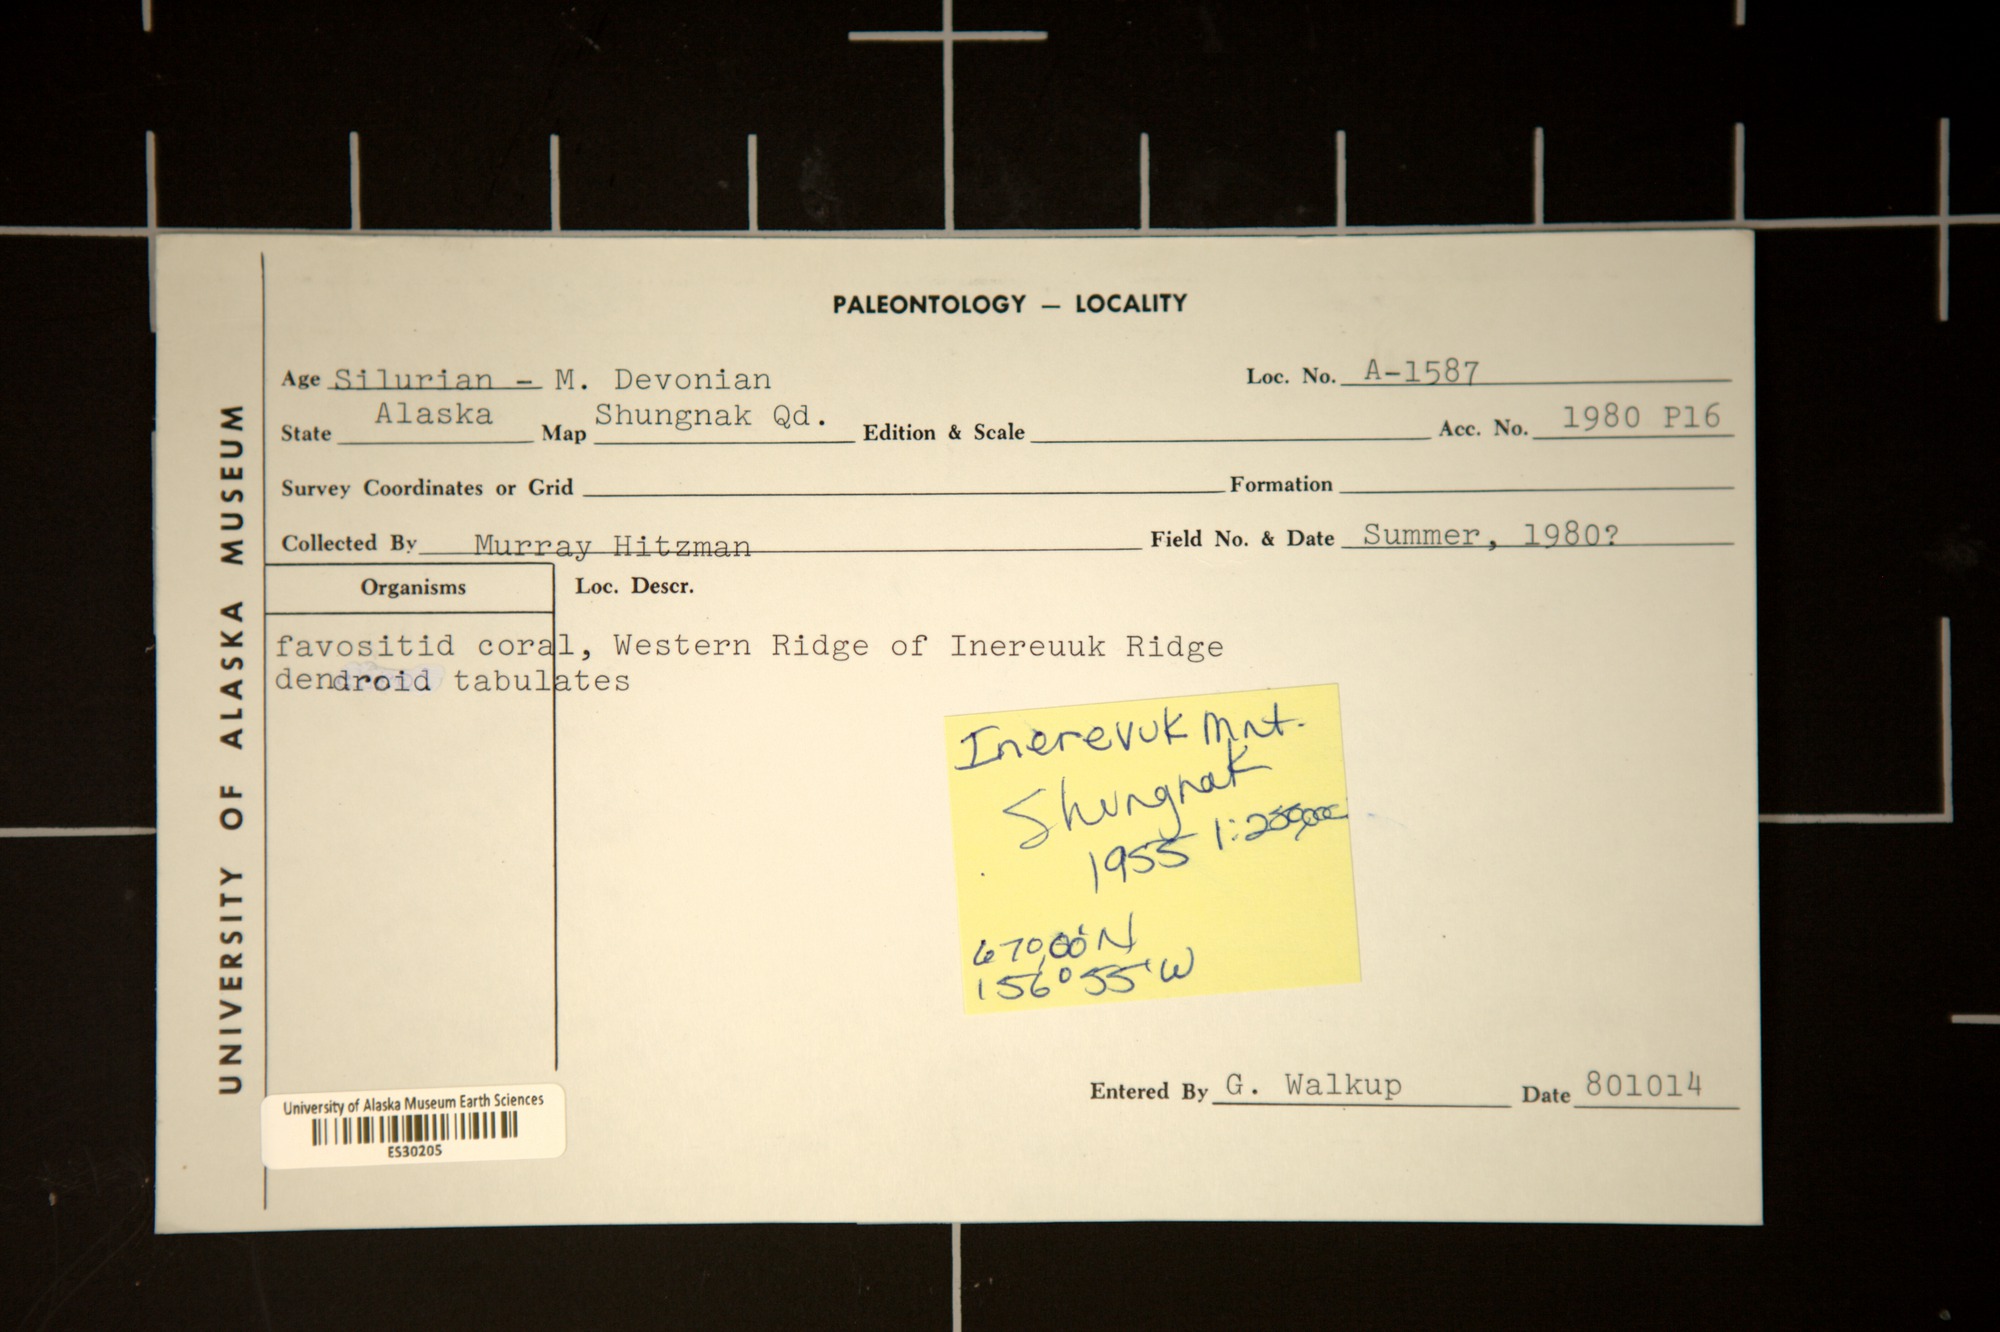 PALEONTOLOGY — LOCALITY
Age Silurian - M. Devonian Loc. No. A-1587
State Alaska Map Shungnak Qd. Edition & Scale Acc. No. 1980 P16
Survey Coordinates or Grid Formation
Collected By Murray Hitzman Field No. & Date Summer, 1980?
Organisms Loc. Descr.
favositid coral, Western Ridge of Inereuuk Ridge
dendroid tabulates
Inerevuk Mnt.
Shungnak
1955 1:250,000
67°00'N
156°55'W
Entered By G. Walkup Date 801014
UNIVERSITY OF ALASKA MUSEUM
University of Alaska Museum Earth Sciences
ES30205